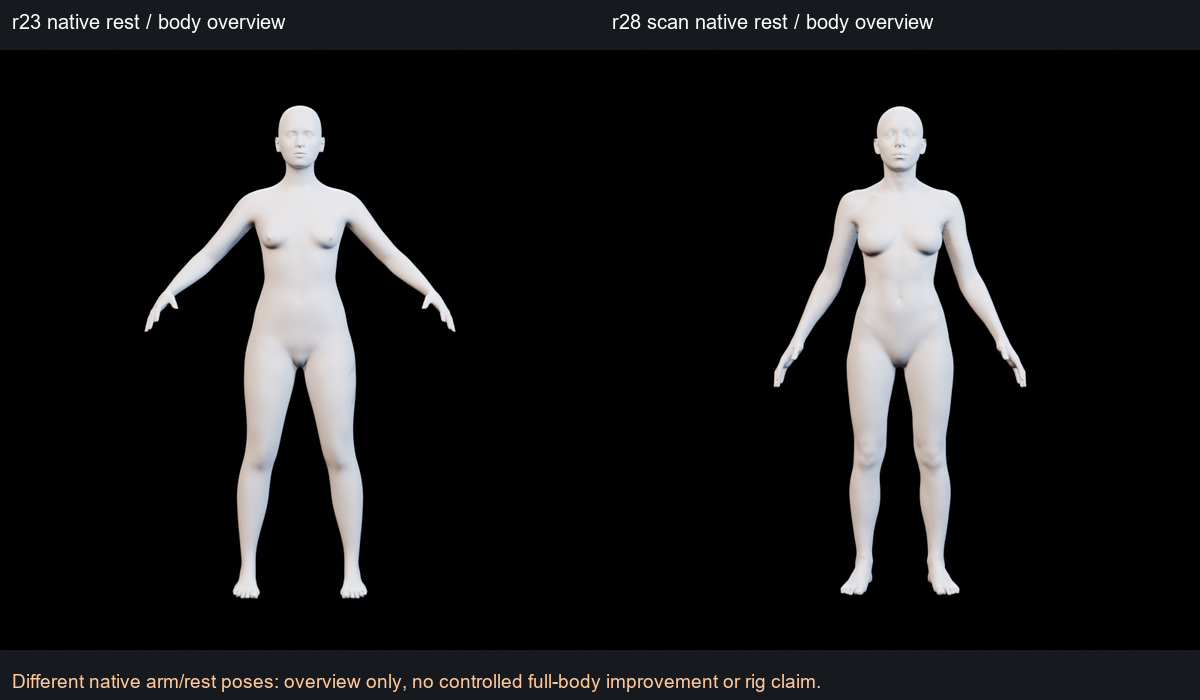 r23 native rest / body overview
r28 scan native rest / body overview
Different native arm/rest poses: overview only, no controlled full-body improvement or rig claim.